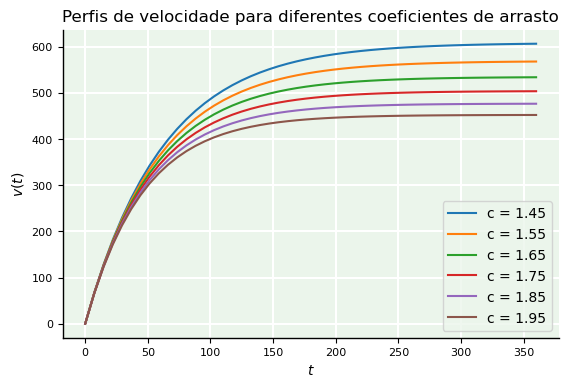 Perfis de velocidade para diferentes coeficientes de arrasto
v(t)
600
500
400
300
200
100
0
0 50 100 150 200 250 300 350
t
c = 1.45
c = 1.55
c = 1.65
c = 1.75
c = 1.85
c = 1.95